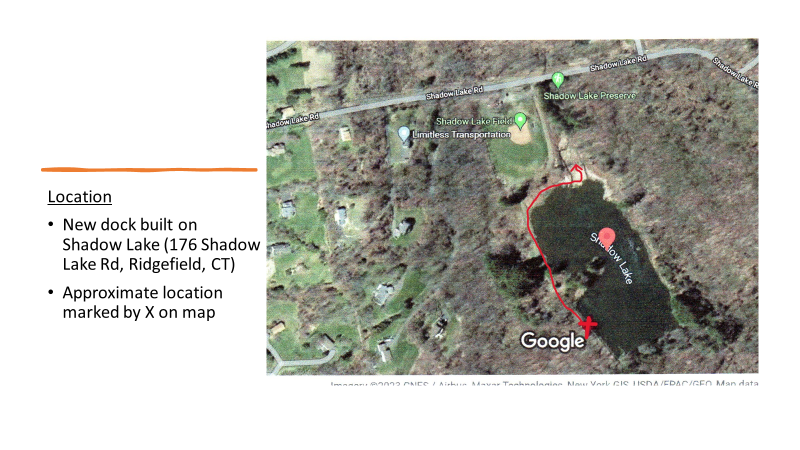 Location
• New dock built on
Shadow Lake (176 Shadow
Lake Rd, Ridgefield, CT)
• Approximate location
marked by X on map
Shadow Lake Rd
Shadow Lake Rd
Shadow Lake Rd
Shadow Lake R
Shadow Lake Preserve
Shadow Lake Field
Limitless Transportation
Shadow Lake
Google
Imagery ©2023 CNES / Airbus, Maxar Technologies, New York GIS, USDA/FPAC/GEO, Map data